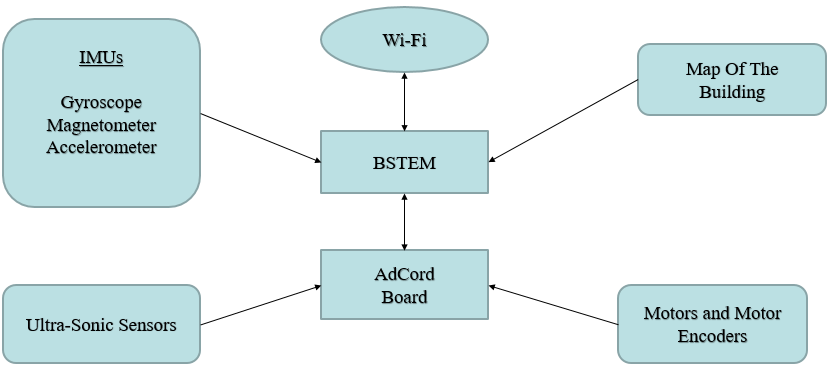 IMUs
Gyroscope
Magnetometer
Accelerometer
Wi-Fi
Map Of The
Building
BSTEM
AdCord
Board
Ultra-Sonic Sensors
Motors and Motor
Encoders